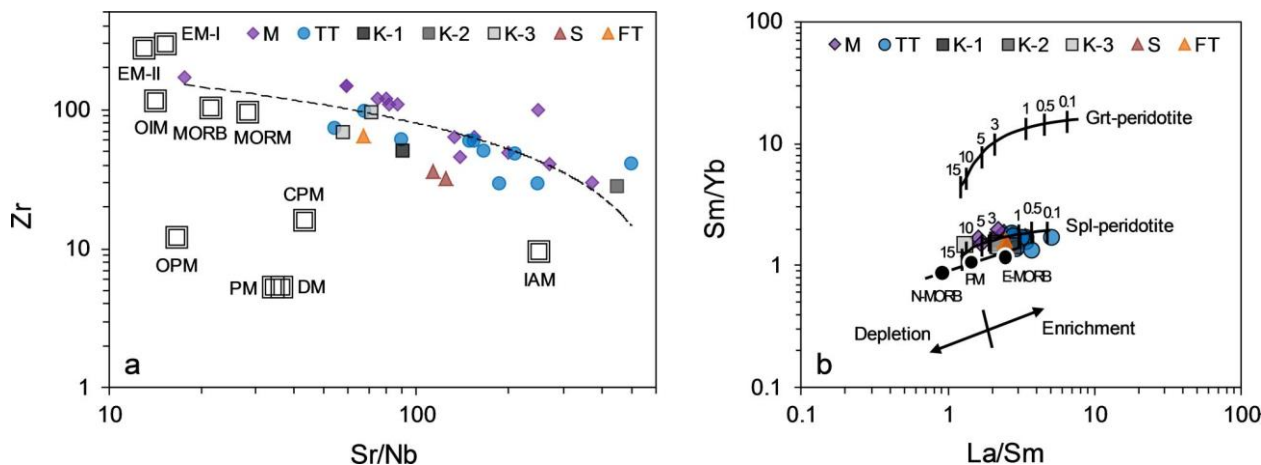 EM-I
M
TT
K-1
K-2
K-3
S
FT
EM-II
OIM
MORB
MORM
CPM
OPM
IAM
PM
DM
a
100
10
1
Zr
10
100
Sr/Nb
M
TT
K-1
K-2
K-3
S
FT
100
10
1
0.1
Sm/Yb
15
10
5
3
1
0.5
0.1
Grt-peridotite
15
10
5
3
1
0.5
0.1
Spl-peridotite
N-MORB
PM
E-MORB
Depletion
Enrichment
b
0.1
1
10
100
La/Sm